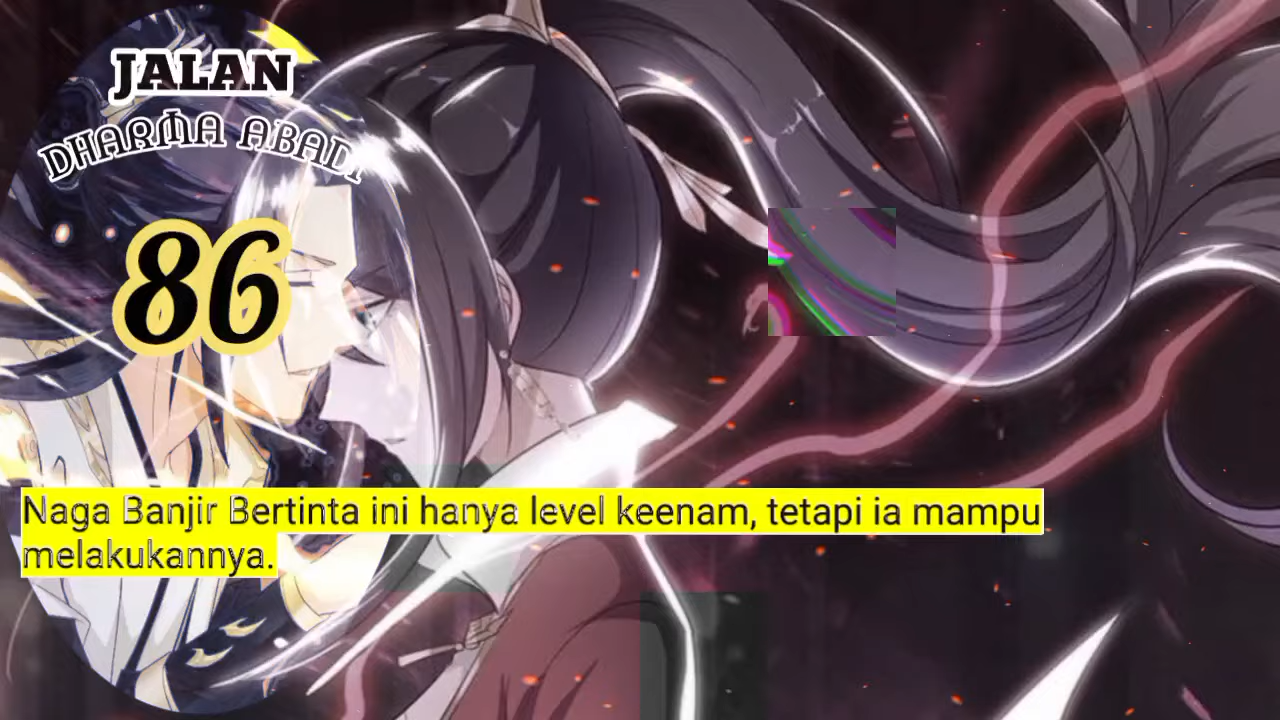 JALAN
DHARMA ABADI
86
Naga Banjir Bertinta ini hanya level keenam, tetapi ia mampu
melakukannya.